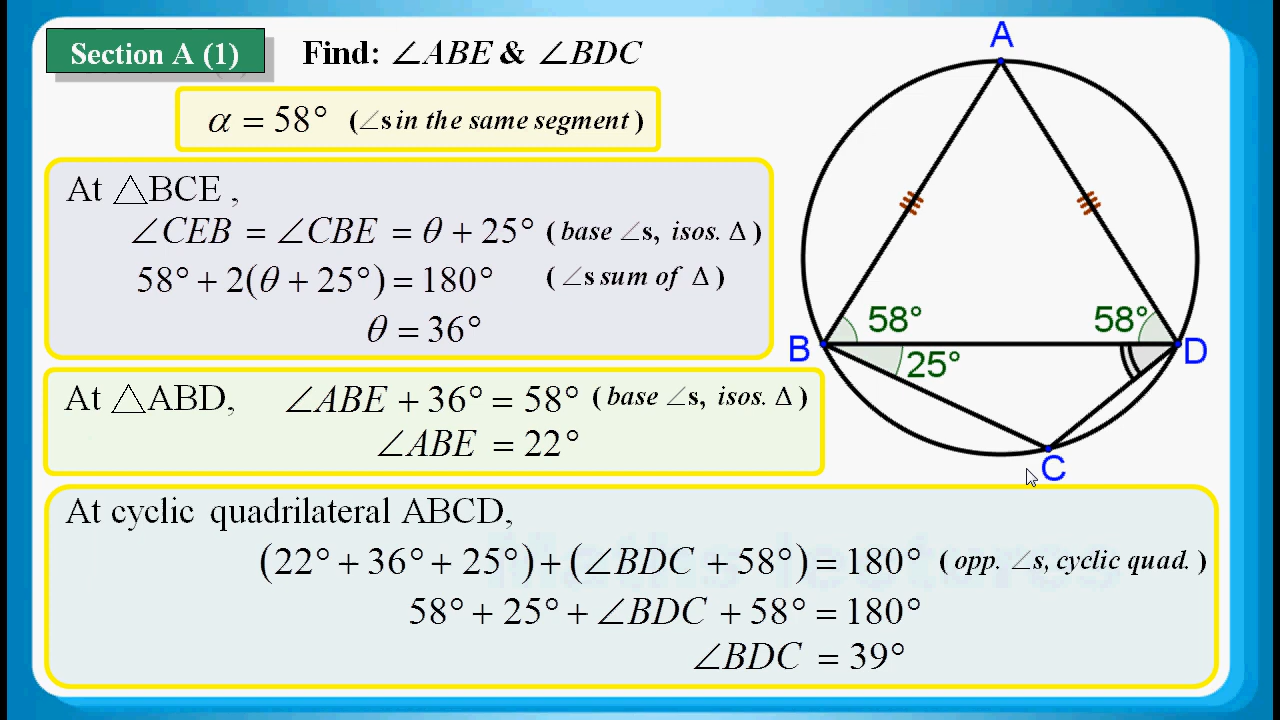 Section A (1)
Find: ∠ABE & ∠BDC
α = 58° (∠s in the same segment)
At △BCE,
∠CEB = ∠CBE = θ + 25° (base ∠s, isos. Δ)
58° + 2(θ + 25°) = 180° (∠s sum of Δ)
θ = 36°
At △ABD, ∠ABE + 36° = 58° (base ∠s, isos. Δ)
∠ABE = 22°
At cyclic quadrilateral ABCD,
(22° + 36° + 25°) + (∠BDC + 58°) = 180° (opp. ∠s, cyclic quad.)
58° + 25° + ∠BDC + 58° = 180°
∠BDC = 39°
A
58° 58°
B D
25°
C